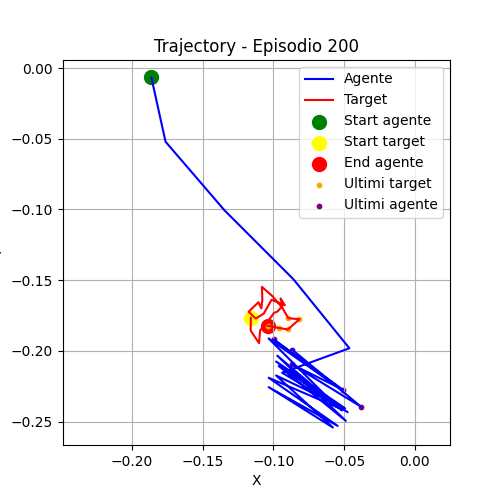 Trajectory - Episodio 200
Agente
Target
Start agente
Start target
End agente
Ultimi target
Ultimi agente
0.00
−0.05
−0.10
−0.15
−0.20
−0.25
−0.20
−0.15
−0.10
−0.05
0.00
X